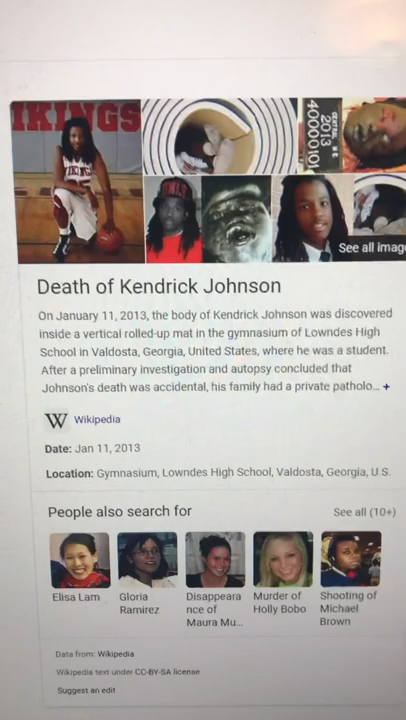 IKINGS
VIKINGS
CENTRAL
2013
400001(
See all imag
Death of Kendrick Johnson
On January 11, 2013, the body of Kendrick Johnson was discovered
inside a vertical rolled-up mat in the gymnasium of Lowndes High
School in Valdosta, Georgia, United States, where he was a student.
After a preliminary investigation and autopsy concluded that
Johnson's death was accidental, his family had a private patholo... +
W Wikipedia
Date: Jan 11, 2013
Location: Gymnasium, Lowndes High School, Valdosta, Georgia, U.S.
People also search for See all (10+)
Elisa Lam
Gloria
Ramirez
Disappeara
nce of
Maura Mu...
Murder of
Holly Bobo
Shooting of
Michael
Brown
Data from: Wikipedia
Wikipedia text under CC-BY-SA license
Suggest an edit